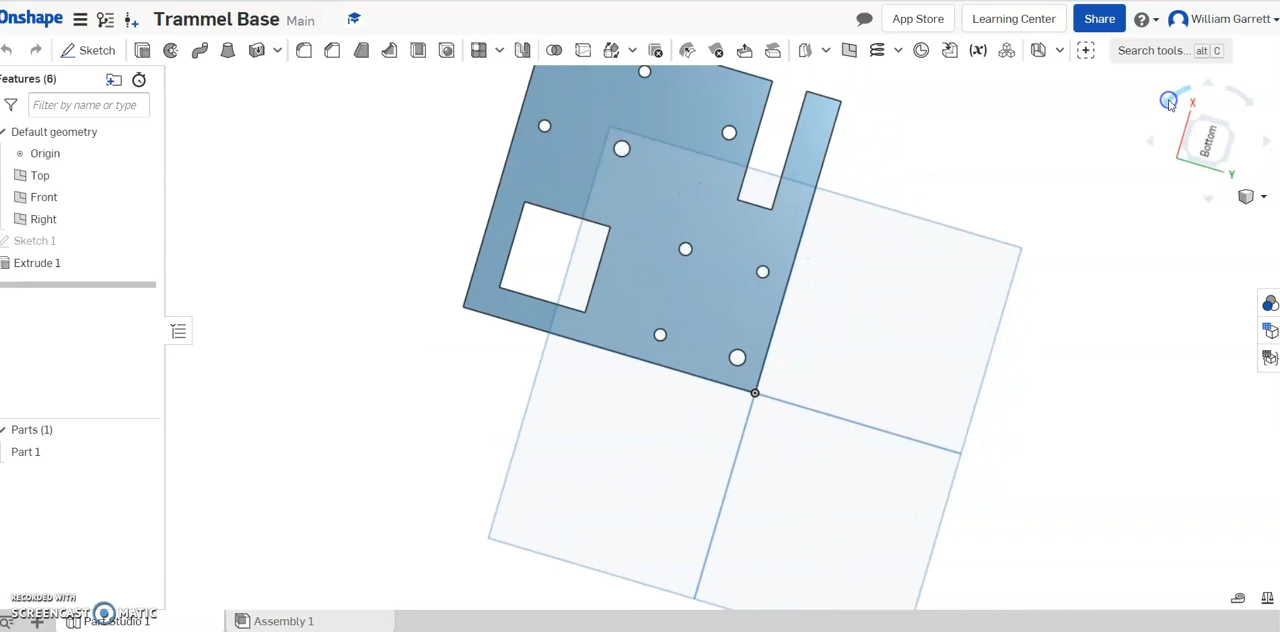 Onshape Trammel Base Main App Store Learning Center Share William Garrett
Sketch Search tools... alt C
Features (6)
Filter by name or type
Default geometry
Origin
Top
Front
Right
Sketch 1
Extrude 1
X
Bottom
Y
Parts (1)
Part 1
RECORDED WITH
SCREENCAST MATIC
Part Studio 1 Assembly 1